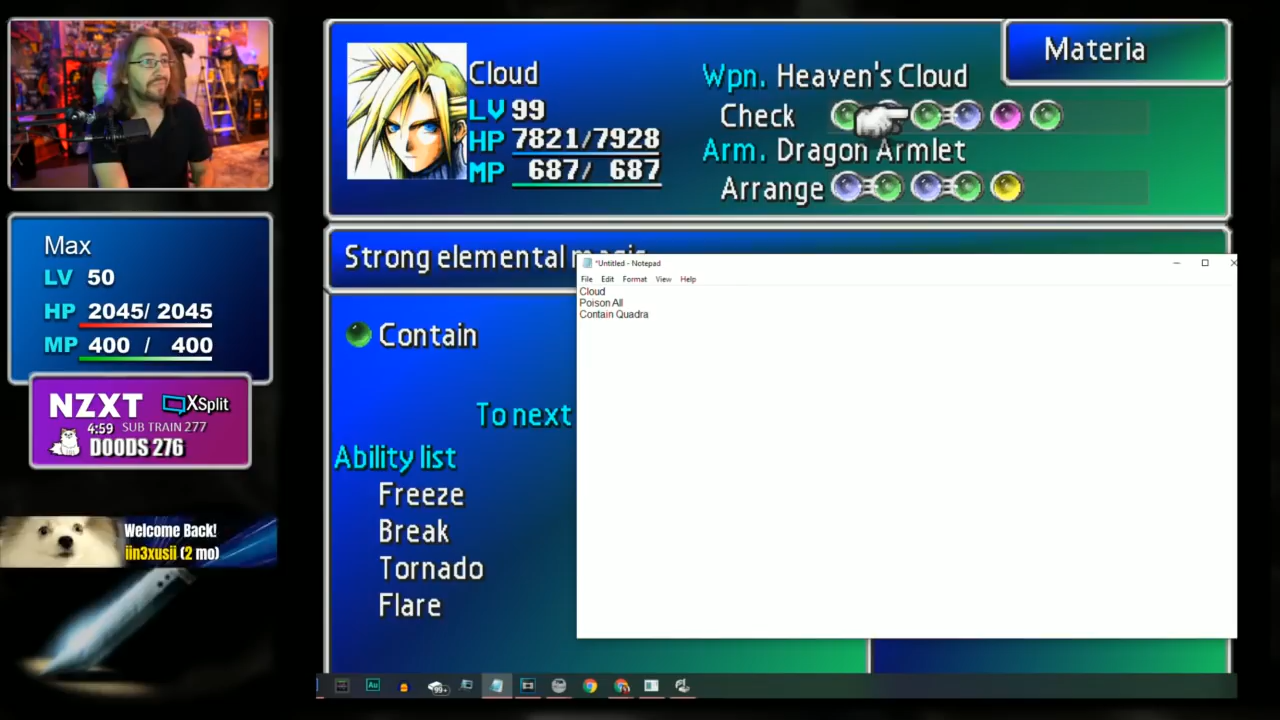 Materia
Cloud
LV 99
HP 7821/7928
MP 687/ 687
Wpn. Heaven's Cloud
Check
Arm. Dragon Armlet
Arrange
Max
LV 50
HP 2045/ 2045
MP 400 / 400
NZXT XSplit
4:59 SUB TRAIN 277
DOODS 276
Welcome Back!
iin3xusii (2 mo)
Strong elemental
*Untitled - Notepad
File Edit Format View Help
Cloud
Poison All
Contain Quadra
Contain
To next
Ability list
Freeze
Break
Tornado
Flare
Au
99+